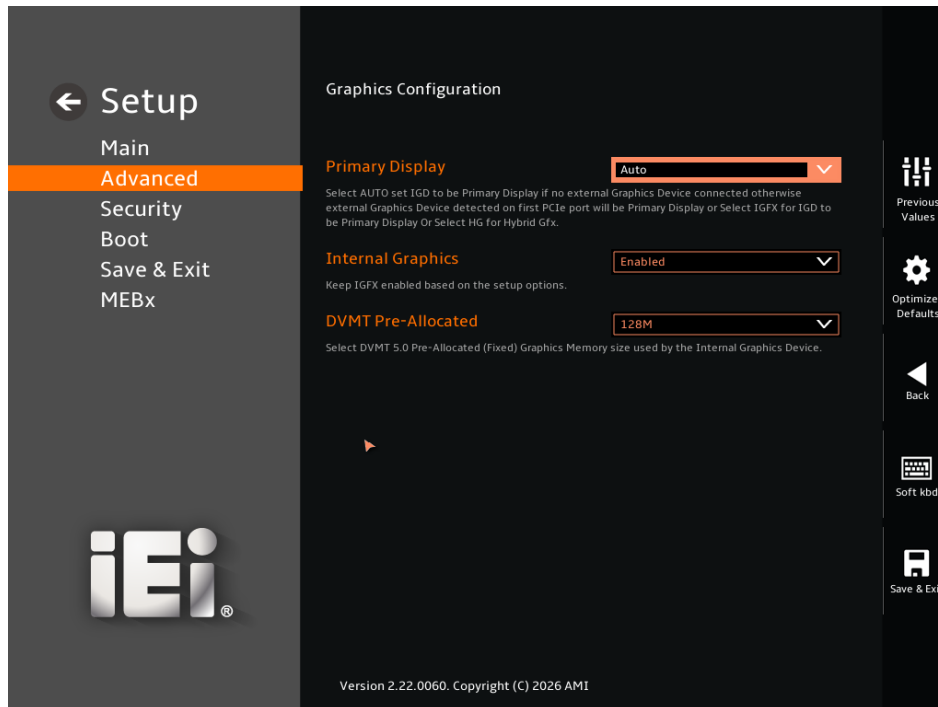 Setup
Main
Advanced
Security
Boot
Save & Exit
MEBx
iEi®
Graphics Configuration
Primary Display
Auto
Select AUTO set IGD to be Primary Display if no external Graphics Device connected otherwise
external Graphics Device detected on first PCIe port will be Primary Display or Select IGFX for IGD to
be Primary Display Or Select HG for Hybrid Gfx.
Internal Graphics
Enabled
Keep IGFX enabled based on the setup options.
DVMT Pre-Allocated
128M
Select DVMT 5.0 Pre-Allocated (Fixed) Graphics Memory size used by the Internal Graphics Device.
Version 2.22.0060. Copyright (C) 2026 AMI
Previous
Values
Optimize
Defaults
Back
Soft kbd
Save & Exi